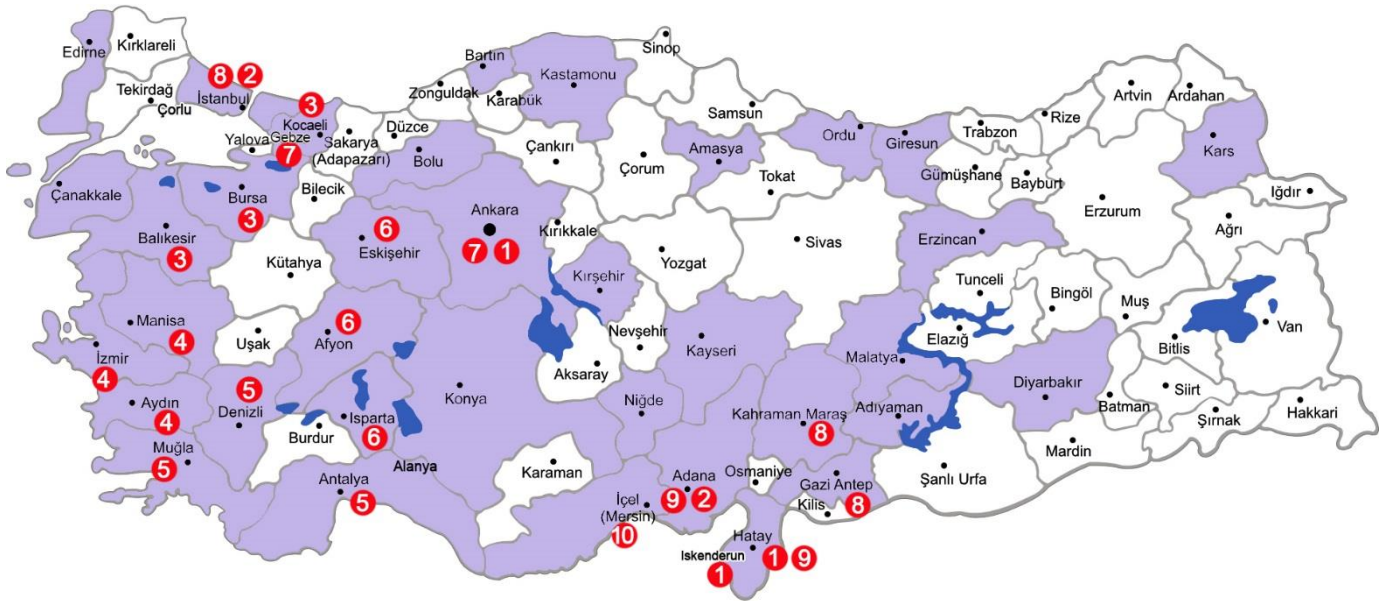 Edirne
Kırklareli
Tekirdağ
Çorlu
8 2
İstanbul
3
Kocaeli
Gebze
7
Yalova
Sakarya
(Adapazarı)
Düzce
Zonguldak
Bartın
Karabük
Kastamonu
Sinop
Samsun
Ordu
Giresun
Trabzon
Rize
Artvin
Ardahan
Kars
Iğdır
Çanakkale
Bursa
3
Bilecik
Bolu
Çankırı
Çorum
Amasya
Tokat
Gümüşhane
Bayburt
Erzurum
Ağrı
Balıkesir
3
Kütahya
6
Eskişehir
Ankara
7 1
Kırıkkale
Kırşehir
Yozgat
Sivas
Erzincan
Tunceli
Bingöl
Muş
Bitlis
Van
Manisa
4
Uşak
6
Afyon
Nevşehir
Aksaray
Kayseri
Malatya
Elazığ
Diyarbakır
Batman
Siirt
Şırnak
Hakkari
İzmir
4
Aydın
4
5
Denizli
Burdur
Isparta
6
Konya
Niğde
Kahraman Maraş
8
Adıyaman
Şanlı Urfa
Mardin
Muğla
5
Antalya
5
Alanya
Karaman
İçel
(Mersin)
10
Adana
9 2
Osmaniye
Gazi Antep
8
Kilis
Hatay
1 9
Iskenderun
1